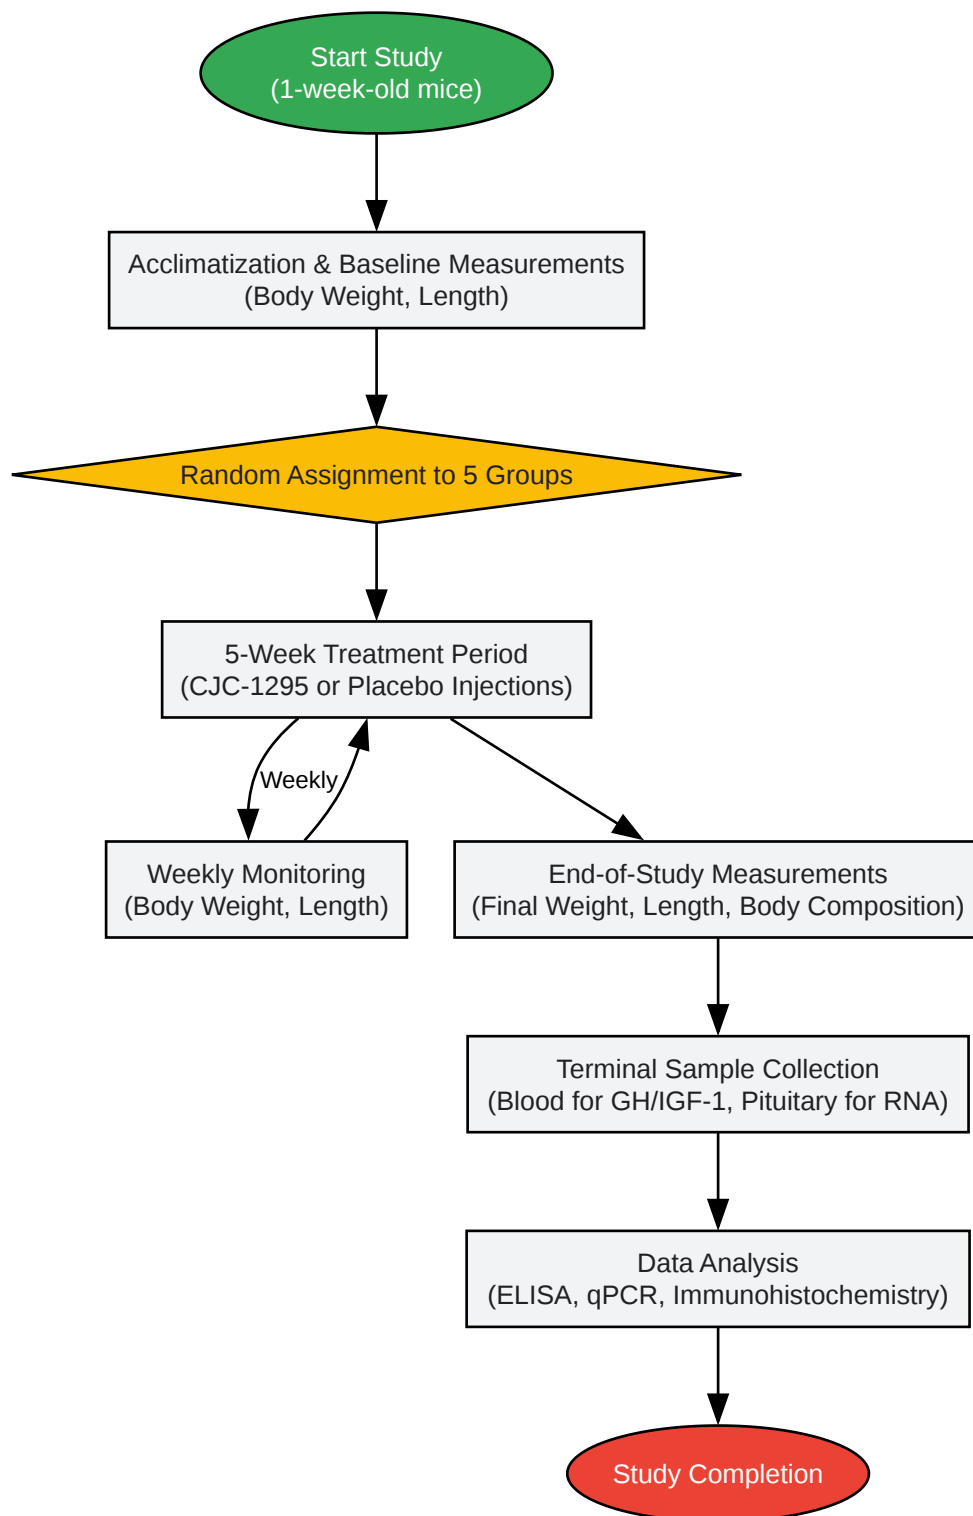 Start Study
(1-week-old mice)
Acclimatization & Baseline Measurements
(Body Weight, Length)
Random Assignment to 5 Groups
5-Week Treatment Period
(CJC-1295 or Placebo Injections)
Weekly
Weekly Monitoring
(Body Weight, Length)
End-of-Study Measurements
(Final Weight, Length, Body Composition)
Terminal Sample Collection
(Blood for GH/IGF-1, Pituitary for RNA)
Data Analysis
(ELISA, qPCR, Immunohistochemistry)
Study Completion